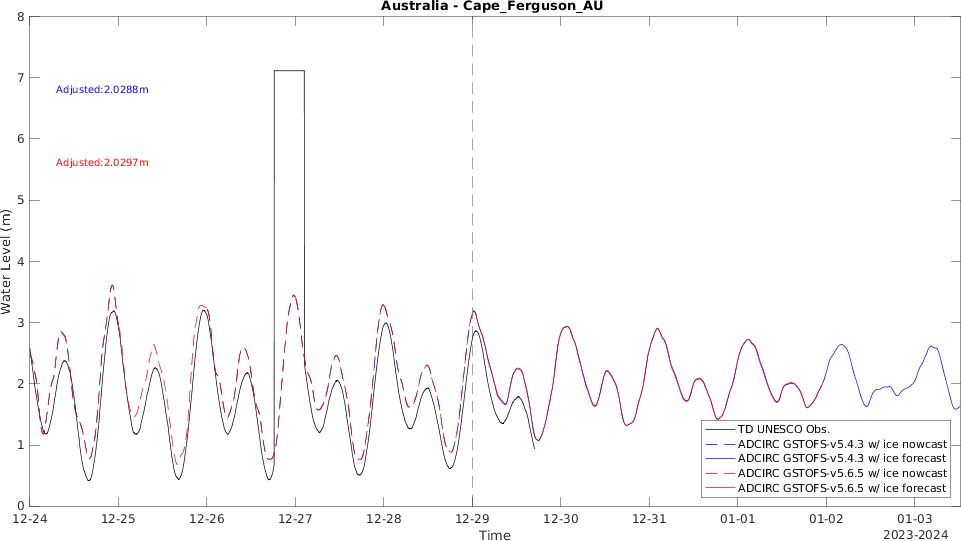 Australia - Cape_Ferguson_AU
8
7
6
5
4
3
2
1
0
Water Level (m)
Adjusted:2.0288m
Adjusted:2.0297m
TD UNESCO Obs.
ADCIRC GSTOFS-v5.4.3 w/ ice nowcast
ADCIRC GSTOFS-v5.4.3 w/ ice forecast
ADCIRC GSTOFS-v5.6.5 w/ ice nowcast
ADCIRC GSTOFS-v5.6.5 w/ ice forecast
12-24 12-25 12-26 12-27 12-28 12-29 12-30 12-31 01-01 01-02 01-03
Time
2023-2024